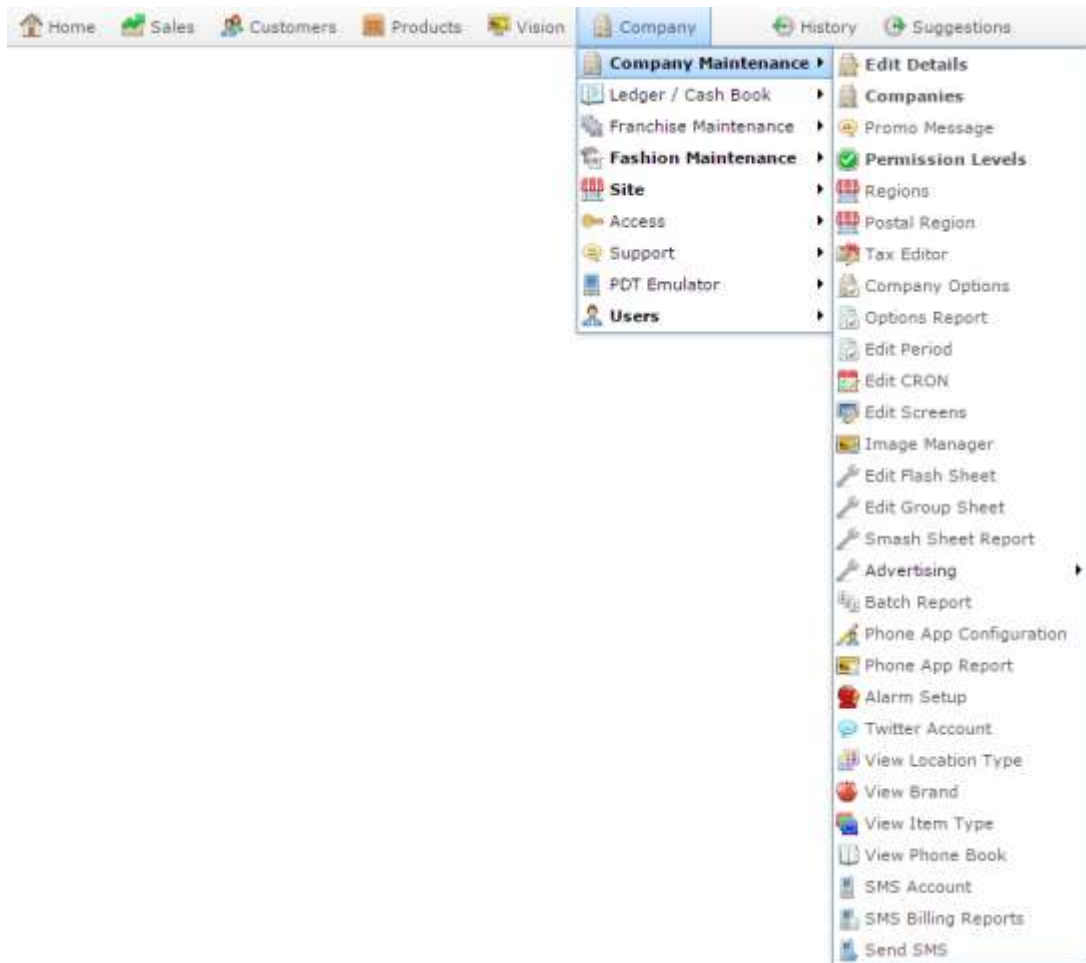 Home Sales Customers Products Vision Company History Suggestions
Company Maintenance
Ledger / Cash Book
Franchise Maintenance
Fashion Maintenance
Site
Access
Support
PDT Emulator
Users
Edit Details
Companies
Promo Message
Permission Levels
Regions
Postal Region
Tax Editor
Company Options
Options Report
Edit Period
Edit CRON
Edit Screens
Image Manager
Edit Flash Sheet
Edit Group Sheet
Smash Sheet Report
Advertising
Batch Report
Phone App Configuration
Phone App Report
Alarm Setup
Twitter Account
View Location Type
View Brand
View Item Type
View Phone Book
SMS Account
SMS Billing Reports
Send SMS